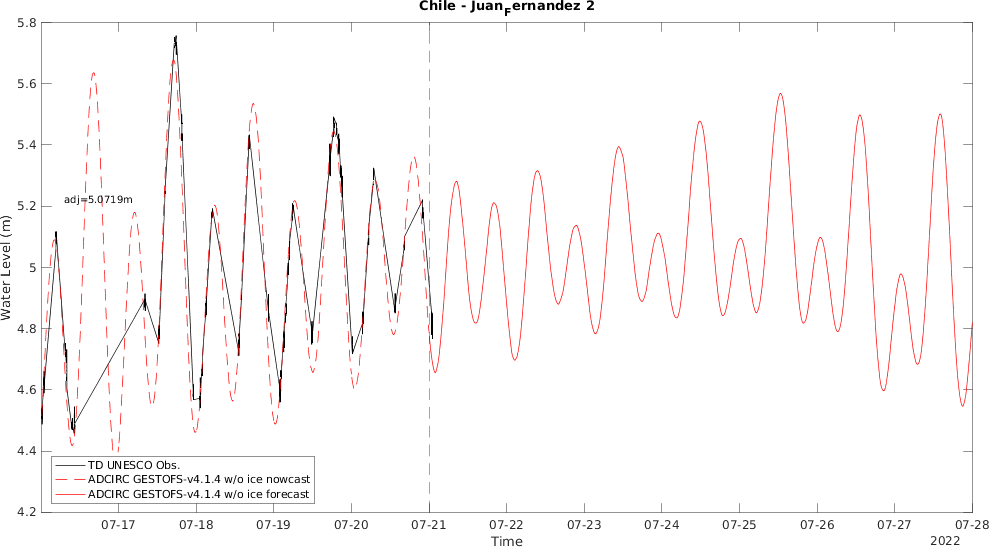 Chile - Juan_Fernandez 2
5.8
5.6
5.4
5.2
5
4.8
4.6
4.4
4.2
Water Level (m)
adj=5.0719m
TD UNESCO Obs.
ADCIRC GESTOFS-v4.1.4 w/o ice nowcast
ADCIRC GESTOFS-v4.1.4 w/o ice forecast
07-17 07-18 07-19 07-20 07-21 07-22 07-23 07-24 07-25 07-26 07-27 07-28
Time
2022